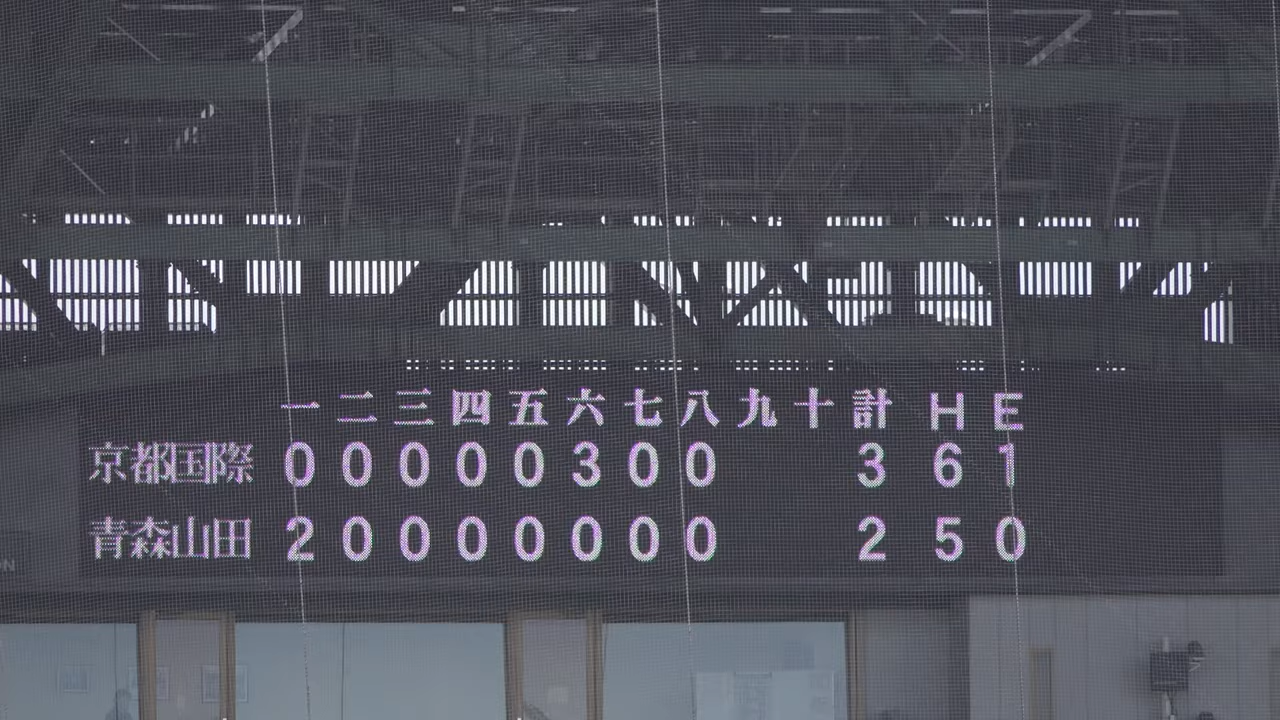 一 二 三 四 五 六 七 八 九 十 計 H E
京都国際 0 0 0 0 0 3 0 0 3 6 1
青森山田 2 0 0 0 0 0 0 0 2 5 0